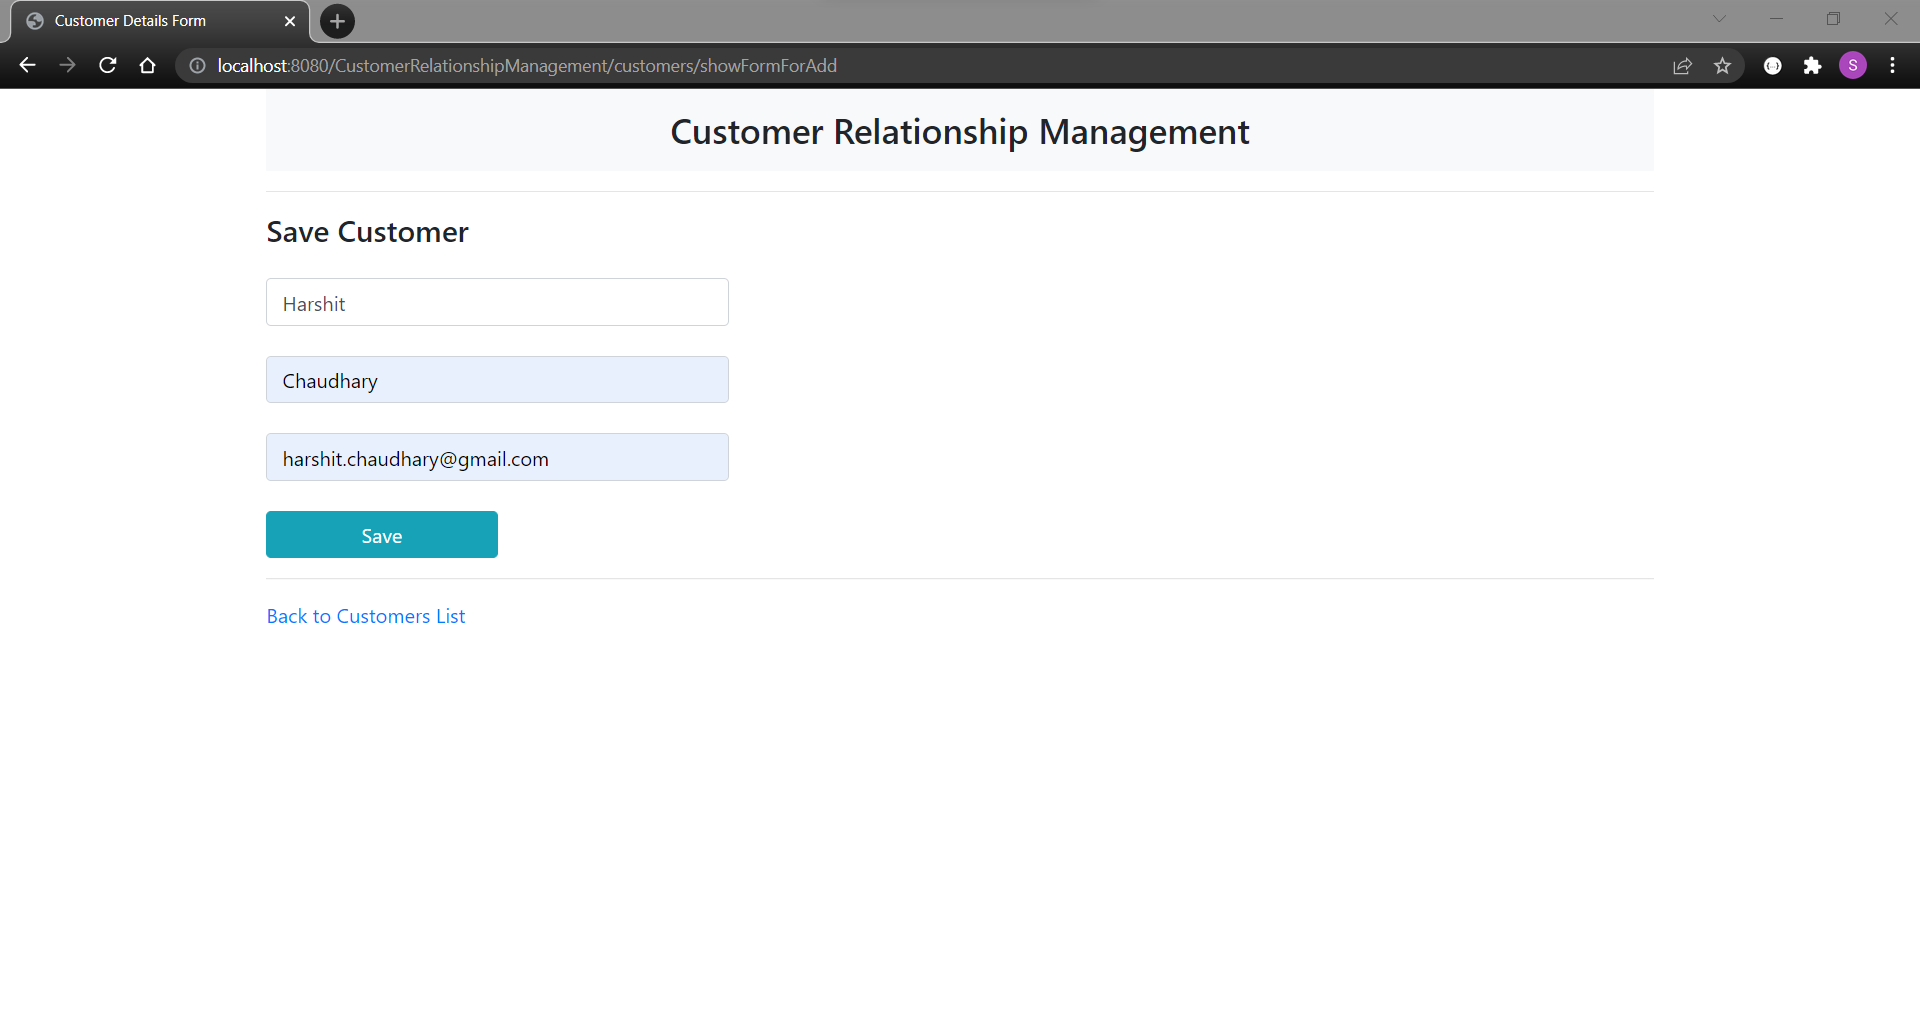 Customer Details Form
localhost:8080/CustomerRelationshipManagement/customers/showFormForAdd
S
Customer Relationship Management
Save Customer
Harshit
Chaudhary
harshit.chaudhary@gmail.com
Save
Back to Customers List